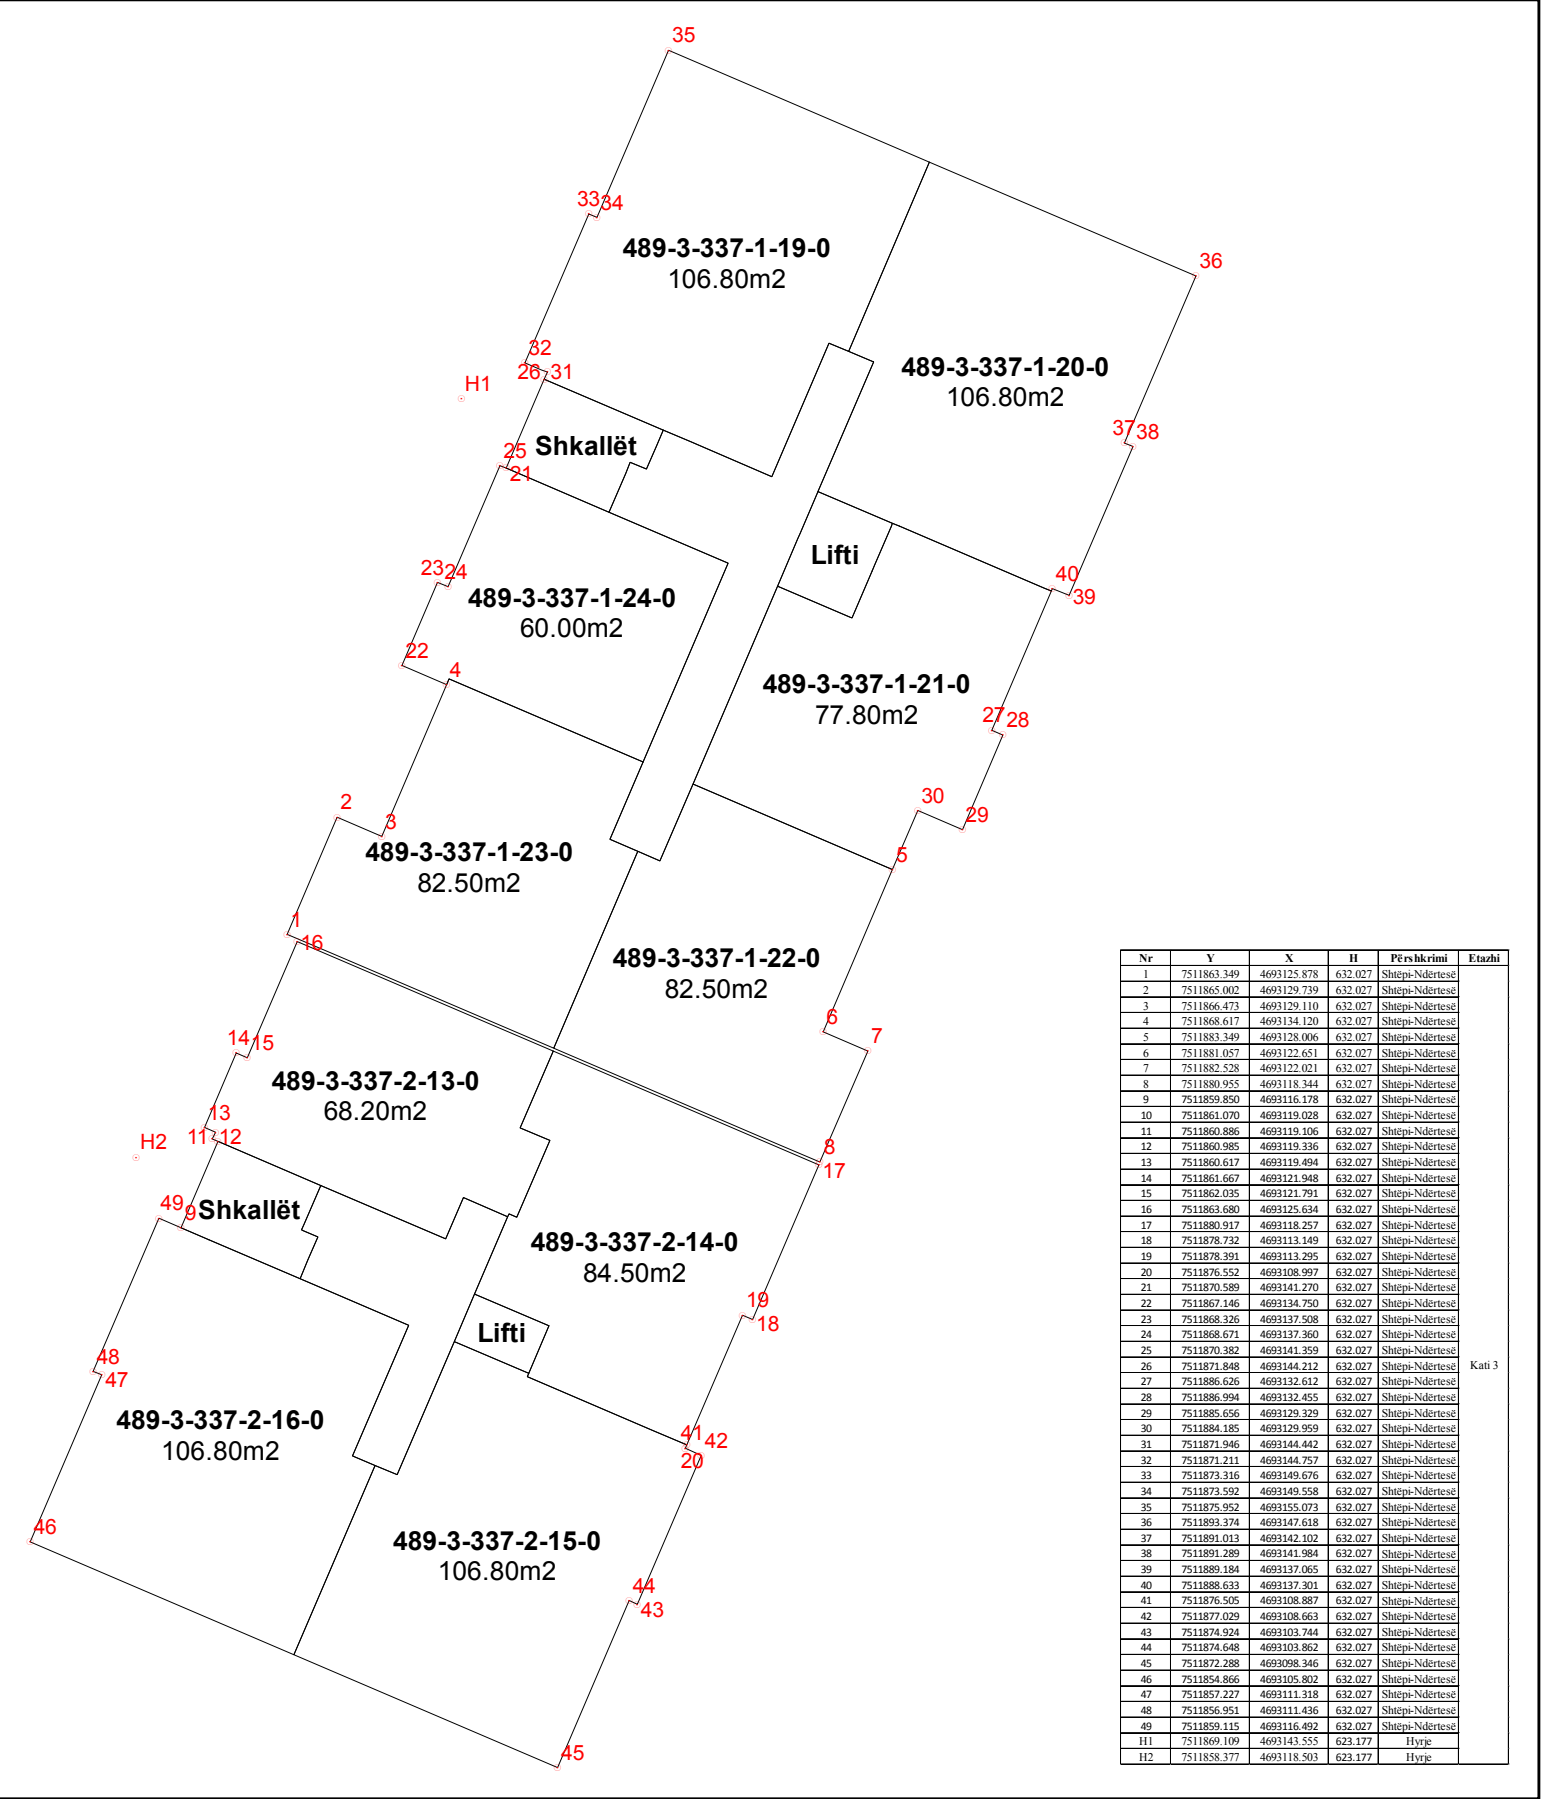 35
36
33 34
489-3-337-1-19-0
106.80m2
32
26 31
H1
489-3-337-1-20-0
106.80m2
37 38
Shkallët
25
21
Lifti
40
39
23 24
489-3-337-1-24-0
60.00m2
22
4
489-3-337-1-21-0
77.80m2
27 28
30
29
2
3
5
489-3-337-1-23-0
82.50m2
1
16
489-3-337-1-22-0
82.50m2
6
7
14 15
489-3-337-2-13-0
68.20m2
13
11 12
H2
8
17
49
9
Shkallët
489-3-337-2-14-0
84.50m2
19
18
Lifti
48
47
489-3-337-2-16-0
106.80m2
41 42
20
46
489-3-337-2-15-0
106.80m2
44
43
45
Nr Y X H Përshkrimi Etazhi
1 7511863.349 4693125.878 632.027 Shtëpi-Ndërtesë
2 7511865.002 4693129.739 632.027 Shtëpi-Ndërtesë
3 7511866.473 4693129.110 632.027 Shtëpi-Ndërtesë
4 7511868.617 4693134.120 632.027 Shtëpi-Ndërtesë
5 7511883.349 4693128.006 632.027 Shtëpi-Ndërtesë
6 7511881.057 4693122.651 632.027 Shtëpi-Ndërtesë
7 7511882.528 4693122.021 632.027 Shtëpi-Ndërtesë
8 7511880.955 4693118.344 632.027 Shtëpi-Ndërtesë
9 7511859.850 4693116.178 632.027 Shtëpi-Ndërtesë
10 7511861.070 4693119.028 632.027 Shtëpi-Ndërtesë
11 7511860.886 4693119.106 632.027 Shtëpi-Ndërtesë
12 7511860.985 4693119.336 632.027 Shtëpi-Ndërtesë
13 7511860.617 4693119.494 632.027 Shtëpi-Ndërtesë
14 7511861.667 4693121.948 632.027 Shtëpi-Ndërtesë
15 7511862.035 4693121.791 632.027 Shtëpi-Ndërtesë
16 7511863.680 4693125.634 632.027 Shtëpi-Ndërtesë
17 7511880.917 4693118.257 632.027 Shtëpi-Ndërtesë
18 7511878.732 4693113.149 632.027 Shtëpi-Ndërtesë
19 7511878.391 4693113.295 632.027 Shtëpi-Ndërtesë
20 7511876.552 4693108.997 632.027 Shtëpi-Ndërtesë
21 7511870.589 4693141.270 632.027 Shtëpi-Ndërtesë
22 7511867.146 4693134.750 632.027 Shtëpi-Ndërtesë
23 7511868.326 4693137.508 632.027 Shtëpi-Ndërtesë
24 7511868.671 4693137.360 632.027 Shtëpi-Ndërtesë
25 7511870.382 4693141.359 632.027 Shtëpi-Ndërtesë
26 7511871.848 4693144.212 632.027 Shtëpi-Ndërtesë Kati 3
27 7511886.626 4693132.612 632.027 Shtëpi-Ndërtesë
28 7511886.994 4693132.455 632.027 Shtëpi-Ndërtesë
29 7511885.656 4693129.329 632.027 Shtëpi-Ndërtesë
30 7511884.185 4693129.959 632.027 Shtëpi-Ndërtesë
31 7511871.946 4693144.442 632.027 Shtëpi-Ndërtesë
32 7511871.211 4693144.757 632.027 Shtëpi-Ndërtesë
33 7511873.316 4693149.676 632.027 Shtëpi-Ndërtesë
34 7511873.592 4693149.558 632.027 Shtëpi-Ndërtesë
35 7511875.952 4693155.073 632.027 Shtëpi-Ndërtesë
36 7511893.374 4693147.618 632.027 Shtëpi-Ndërtesë
37 7511891.013 4693142.102 632.027 Shtëpi-Ndërtesë
38 7511891.289 4693141.984 632.027 Shtëpi-Ndërtesë
39 7511889.184 4693137.065 632.027 Shtëpi-Ndërtesë
40 7511888.633 4693137.301 632.027 Shtëpi-Ndërtesë
41 7511876.505 4693108.887 632.027 Shtëpi-Ndërtesë
42 7511877.029 4693108.663 632.027 Shtëpi-Ndërtesë
43 7511874.924 4693103.744 632.027 Shtëpi-Ndërtesë
44 7511874.648 4693103.862 632.027 Shtëpi-Ndërtesë
45 7511872.288 4693098.346 632.027 Shtëpi-Ndërtesë
46 7511854.866 4693105.802 632.027 Shtëpi-Ndërtesë
47 7511857.227 4693111.318 632.027 Shtëpi-Ndërtesë
48 7511856.951 4693111.436 632.027 Shtëpi-Ndërtesë
49 7511859.115 4693116.492 632.027 Shtëpi-Ndërtesë
H1 7511869.109 4693143.555 623.177 Hyrje
H2 7511858.377 4693118.503 623.177 Hyrje